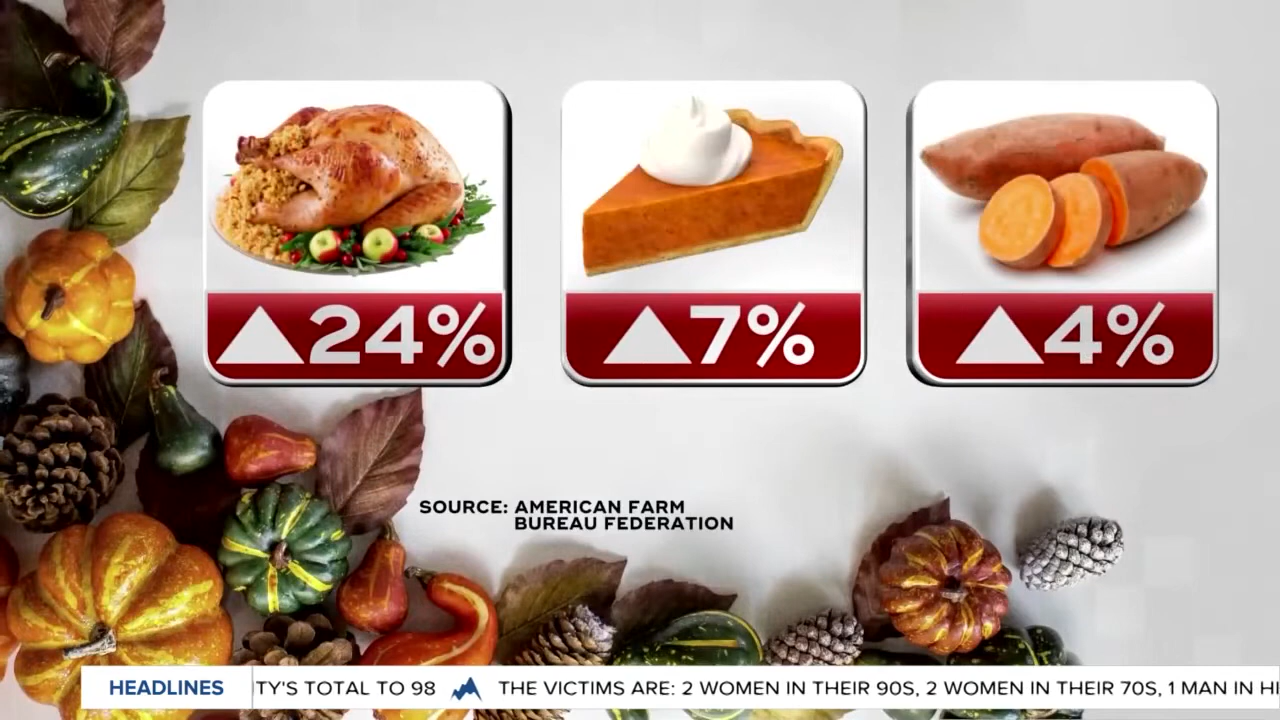 ▲24%
▲7%
▲4%
SOURCE: AMERICAN FARM
BUREAU FEDERATION
HEADLINES
TY'S TOTAL TO 98
THE VICTIMS ARE: 2 WOMEN IN THEIR 90S, 2 WOMEN IN THEIR 70S, 1 MAN IN HI